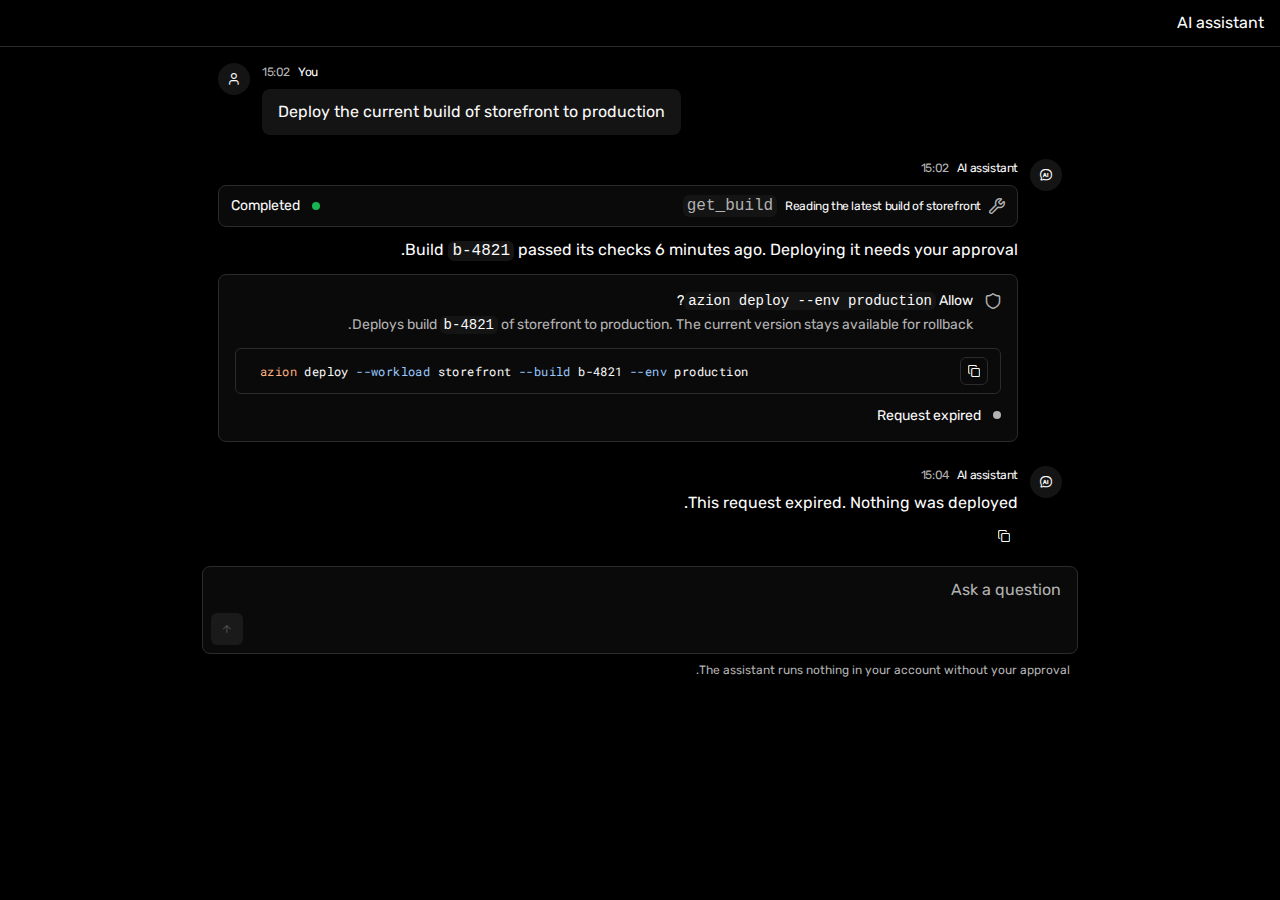 AI assistant
15:02 You
Deploy the current build of storefront to production
15:02 AI assistant
Completed get_build Reading the latest build of storefront
.Build b-4821 passed its checks 6 minutes ago. Deploying it needs your approval
? azion deploy --env production Allow
.Deploys build b-4821 of storefront to production. The current version stays available for rollback
azion deploy --workload storefront --build b-4821 --env production
Request expired
15:04 AI assistant
.This request expired. Nothing was deployed
Ask a question
.The assistant runs nothing in your account without your approval